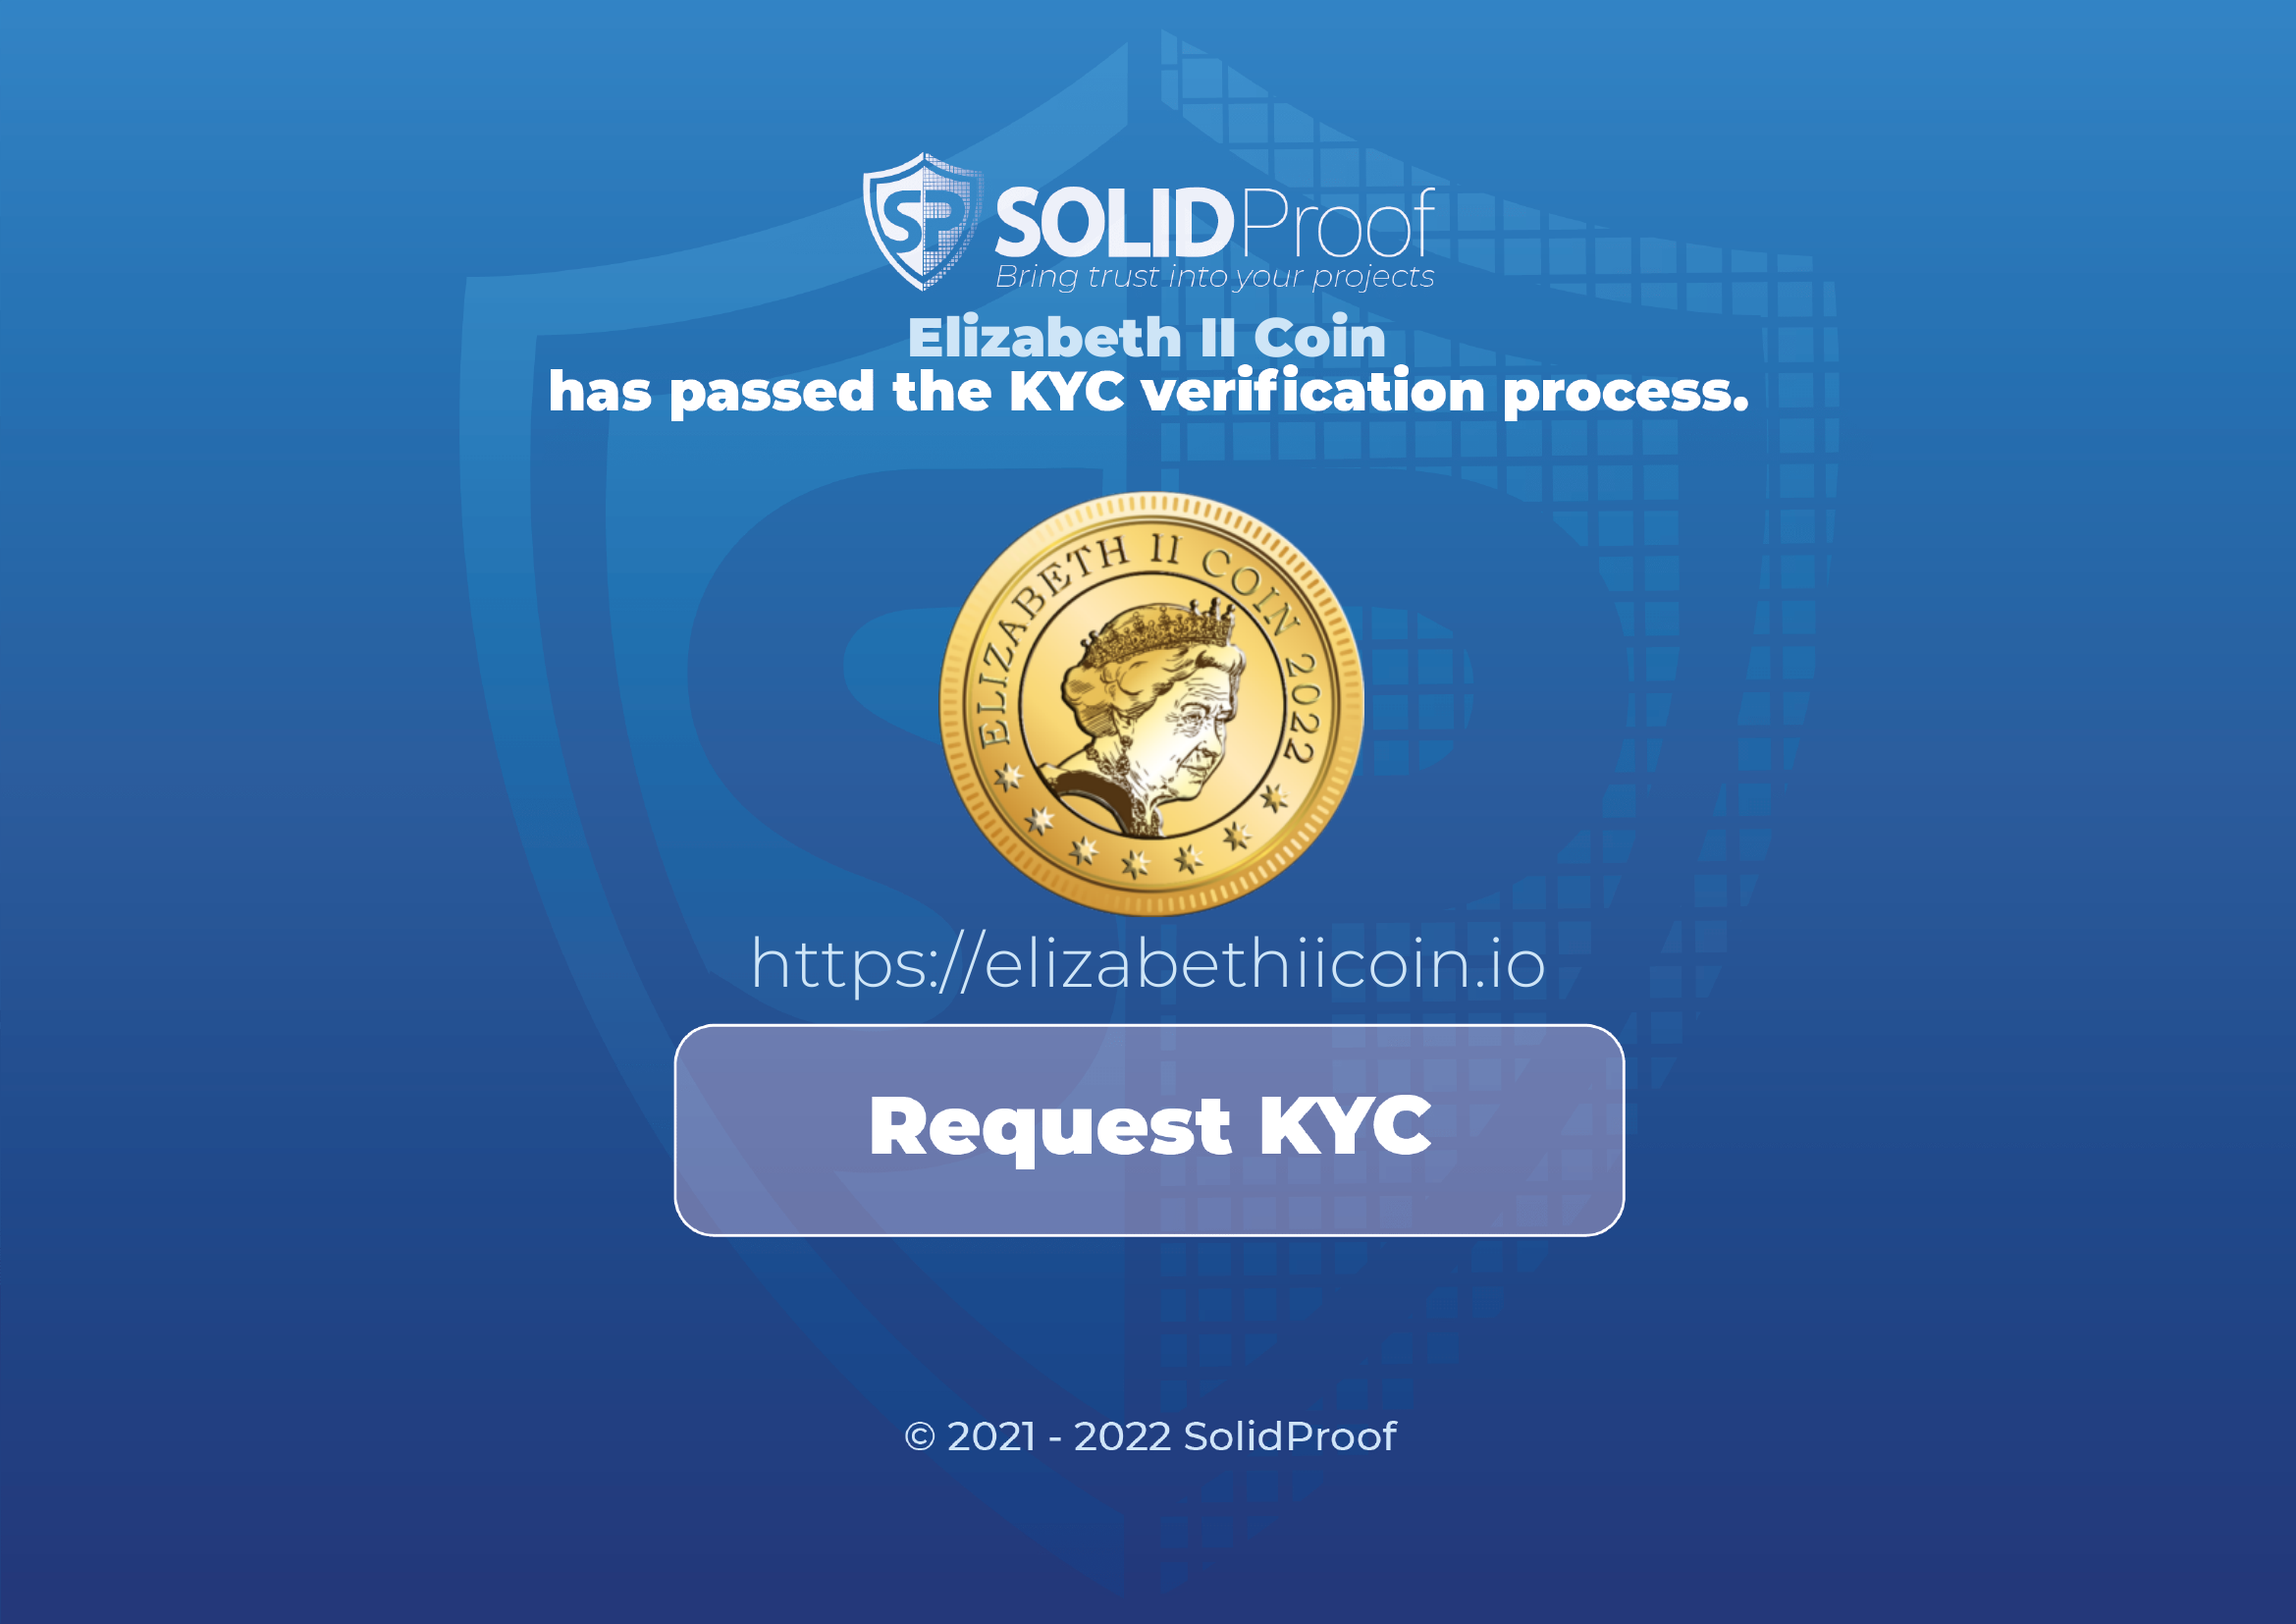 SP
SOLIDProof
Bring trust into your projects
Elizabeth II Coin
has passed the KYC verification process.
ELIZABETH II COIN 2022
https://elizabethiicoin.io
Request KYC
© 2021 - 2022 SolidProof